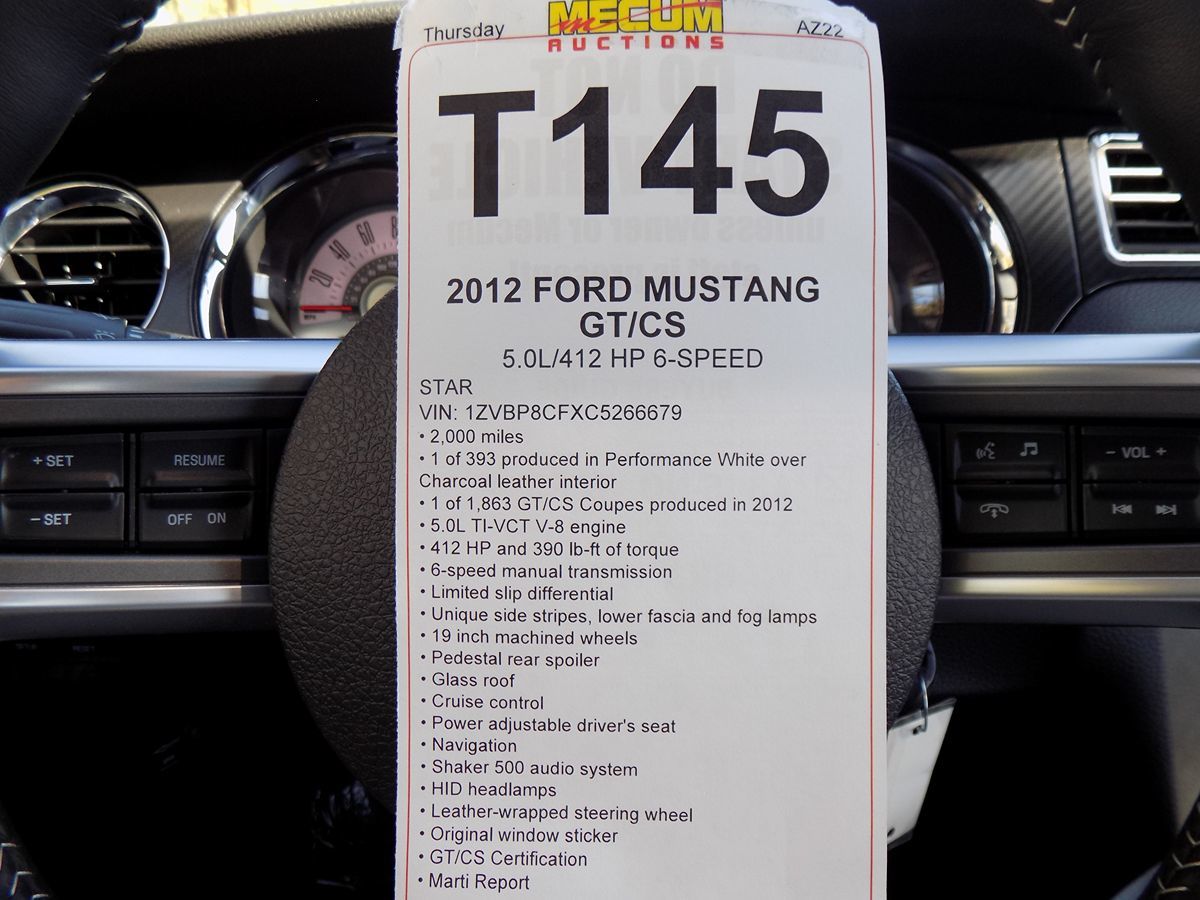 Thursday
MECUM
AUCTIONS
AZ22
T145
2012 FORD MUSTANG
GT/CS
5.0L/412 HP 6-SPEED
STAR
VIN: 1ZVBP8CFXC5266679
• 2,000 miles
• 1 of 393 produced in Performance White over
Charcoal leather interior
• 1 of 1,863 GT/CS Coupes produced in 2012
• 5.0L TI-VCT V-8 engine
• 412 HP and 390 lb-ft of torque
• 6-speed manual transmission
• Limited slip differential
• Unique side stripes, lower fascia and fog lamps
• 19 inch machined wheels
• Pedestal rear spoiler
• Glass roof
• Cruise control
• Power adjustable driver's seat
• Navigation
• Shaker 500 audio system
• HID headlamps
• Leather-wrapped steering wheel
• Original window sticker
• GT/CS Certification
• Marti Report
20 40 60
MPH
+ SET
RESUME
– SET
OFF ON
– VOL +